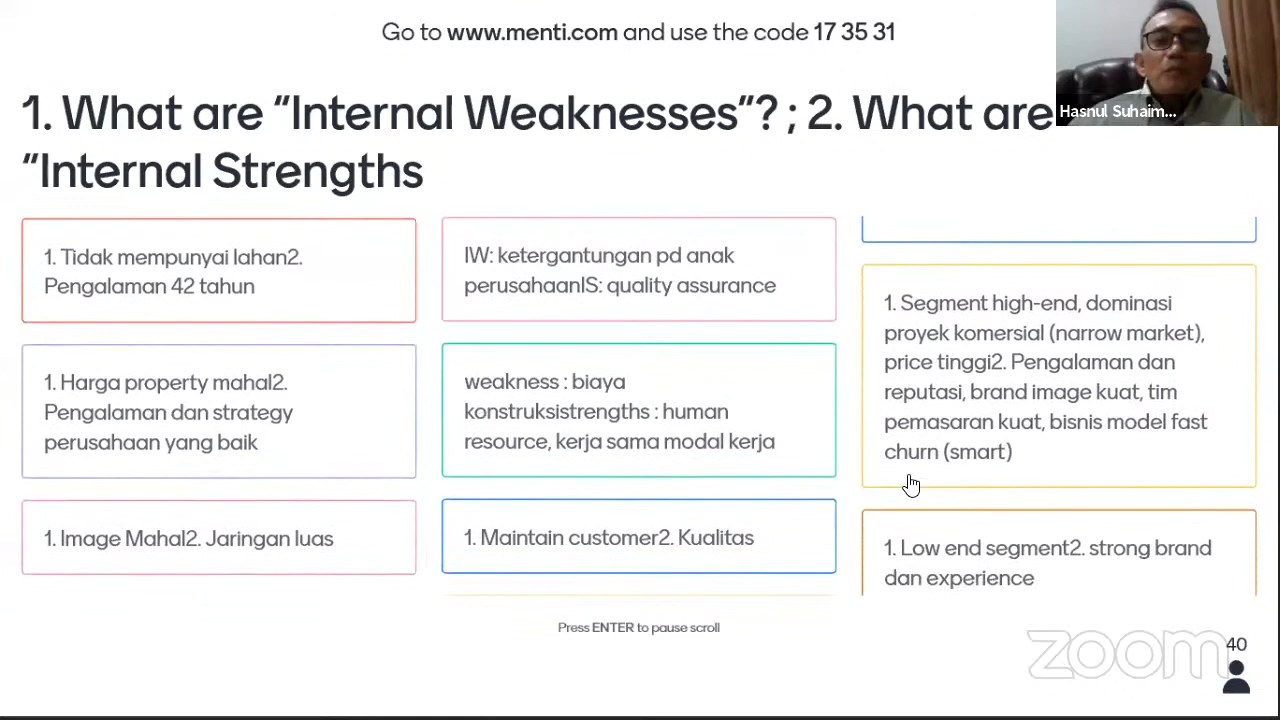 Go to www.menti.com and use the code 17 35 31
Hasnul Suhaim...
1. What are “Internal Weaknesses”? ; 2. What are
“Internal Strengths
1. Tidak mempunyai lahan2.
Pengalaman 42 tahun
1. Harga property mahal2.
Pengalaman dan strategy
perusahaan yang baik
1. Image Mahal2. Jaringan luas
IW: ketergantungan pd anak
perusahaanIS: quality assurance
weakness : biaya
konstruksistrengths : human
resource, kerja sama modal kerja
1. Maintain customer2. Kualitas
1. Segment high-end, dominasi
proyek komersial (narrow market),
price tinggi2. Pengalaman dan
reputasi, brand image kuat, tim
pemasaran kuat, bisnis model fast
churn (smart)
1. Low end segment2. strong brand
dan experience
Press ENTER to pause scroll
zoom
40